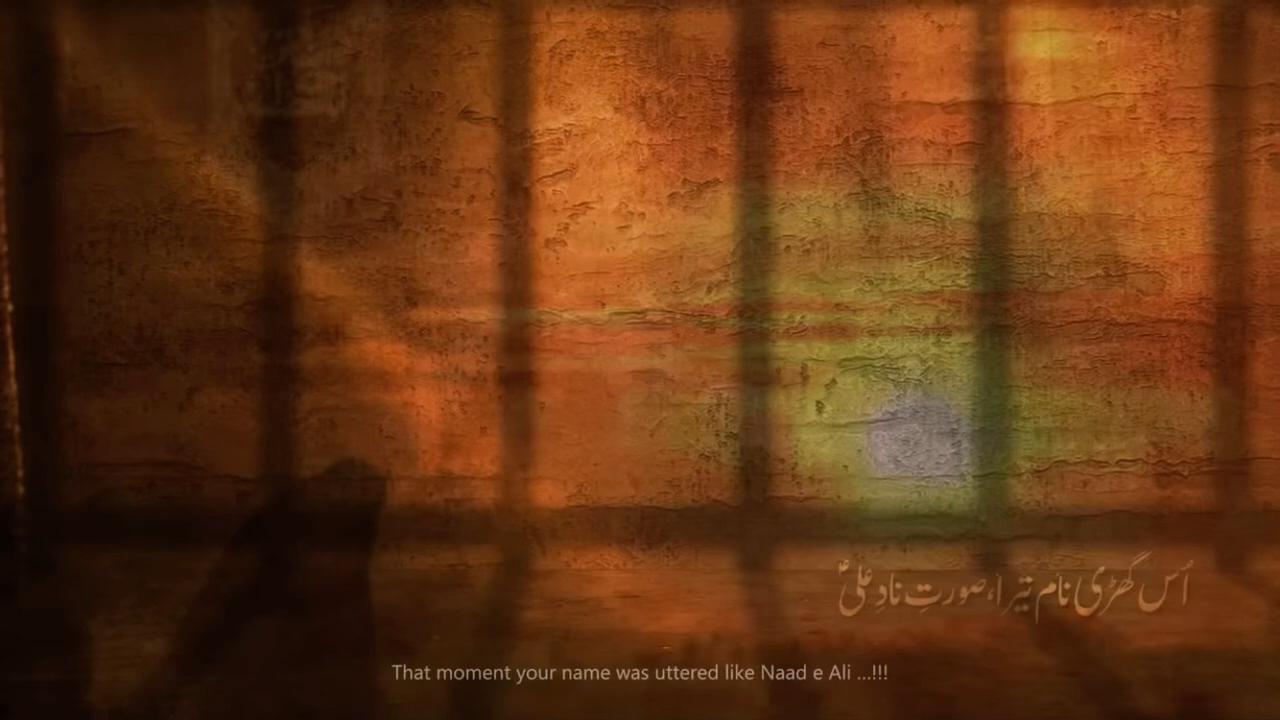 اُس گھڑی نام تیرا، صورتِ نادِ علیؑ
That moment your name was uttered like Naad e Ali ...!!!